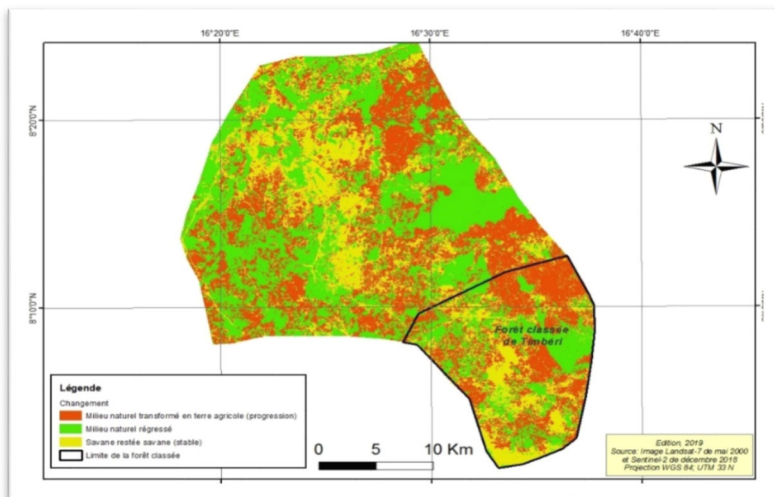 16°20'0"E 16°30'0"E 16°40'0"E
8°20'0"N
N
8°10'0"N
Forêt classée
de Timbéri
Légende
Changement
Milieu naturel transformé en terre agricole (progression)
Milieu naturel régressé
Savane restée savane (stable)
Limite de la forêt classée
0 5 10 Km
Edition, 2019
Source: Image Landsat-7 de mai 2000
et Sentinel-2 de décembre 2018
Projection WGS 84; UTM 33 N